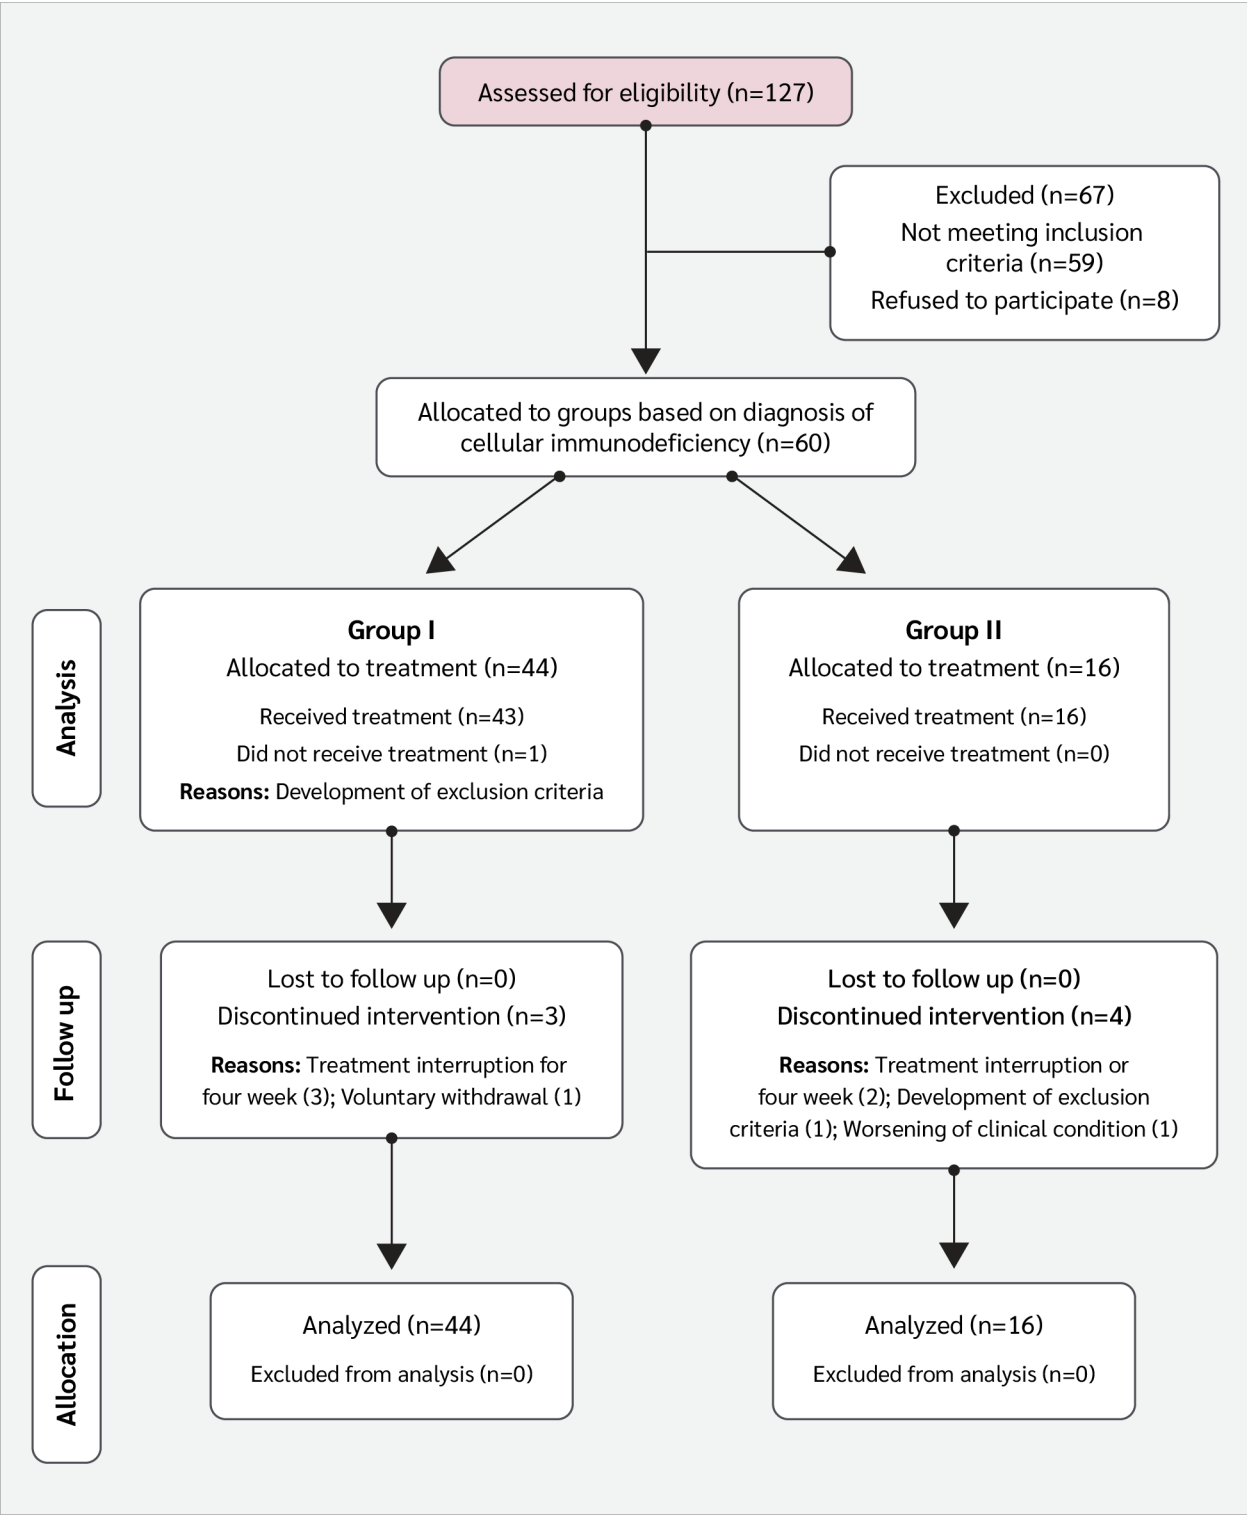 Assessed for eligibility (n=127)
Excluded (n=67)
Not meeting inclusion
criteria (n=59)
Refused to participate (n=8)
Allocated to groups based on diagnosis of
cellular immunodeficiency (n=60)
Analysis
Group I
Allocated to treatment (n=44)
Received treatment (n=43)
Did not receive treatment (n=1)
Reasons: Development of exclusion criteria
Group II
Allocated to treatment (n=16)
Received treatment (n=16)
Did not receive treatment (n=0)
Follow up
Lost to follow up (n=0)
Discontinued intervention (n=3)
Reasons: Treatment interruption for
four week (3); Voluntary withdrawal (1)
Lost to follow up (n=0)
Discontinued intervention (n=4)
Reasons: Treatment interruption or
four week (2); Development of exclusion
criteria (1); Worsening of clinical condition (1)
Allocation
Analyzed (n=44)
Excluded from analysis (n=0)
Analyzed (n=16)
Excluded from analysis (n=0)